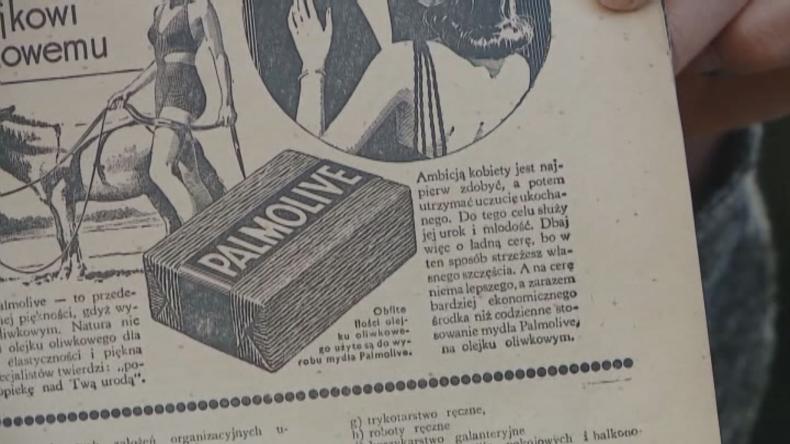 jkowi
owemu
PALMOLIVE
Ambicją kobiety jest naj-
pierw zdobyć, a potem
utrzymać uczucie ukocha-
nego. Do tego celu służy
jej urok i młodość. Dbaj
więc o ładną cerę, bo w
ten sposób strzeżesz wła-
snego szczęścia. A na cerę
niema lepszego, a zarazem
bardziej ekonomicznego
środka niż codzienne sto-
sowanie mydła Palmolive,
na olejku oliwkowym.
Obfite
ilości olej-
ku oliwkowe-
go użyte są do wy-
robu mydła Palmolive.
almolive — to przede-
nej piękności, gdyż wy-
liwkowym. Natura nic
olejku oliwkowego dla
elastyczności i piękna
ecjalistów twierdzi: „po-
opiekę nad Twą urodą".
organizacyjnych u-
g) trykotarstwo ręczne,
h) roboty ręczne
galanteryjne
i balkono-